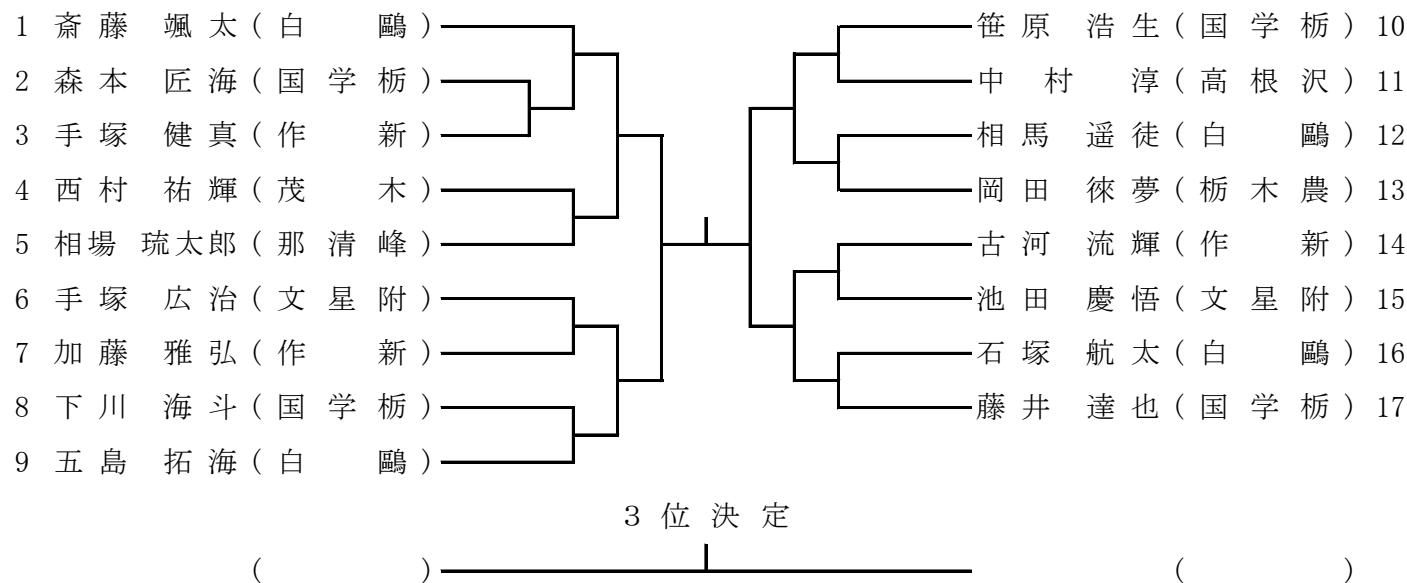 1 斎藤 颯太(白 鷗)
2 森本 匠海(国学栃)
3 手塚 健真(作 新)
4 西村 祐輝(茂 木)
5 相場 琉太郎(那清峰)
6 手塚 広治(文星附)
7 加藤 雅弘(作 新)
8 下川 海斗(国学栃)
9 五島 拓海(白 鷗)
笹原 浩生(国学栃) 10
中村 淳(高根沢) 11
相馬 遥徒(白 鷗) 12
岡田 徠夢(栃木農) 13
古河 流輝(作 新) 14
池田 慶悟(文星附) 15
石塚 航太(白 鷗) 16
藤井 達也(国学栃) 17
3位決定
( )
( )